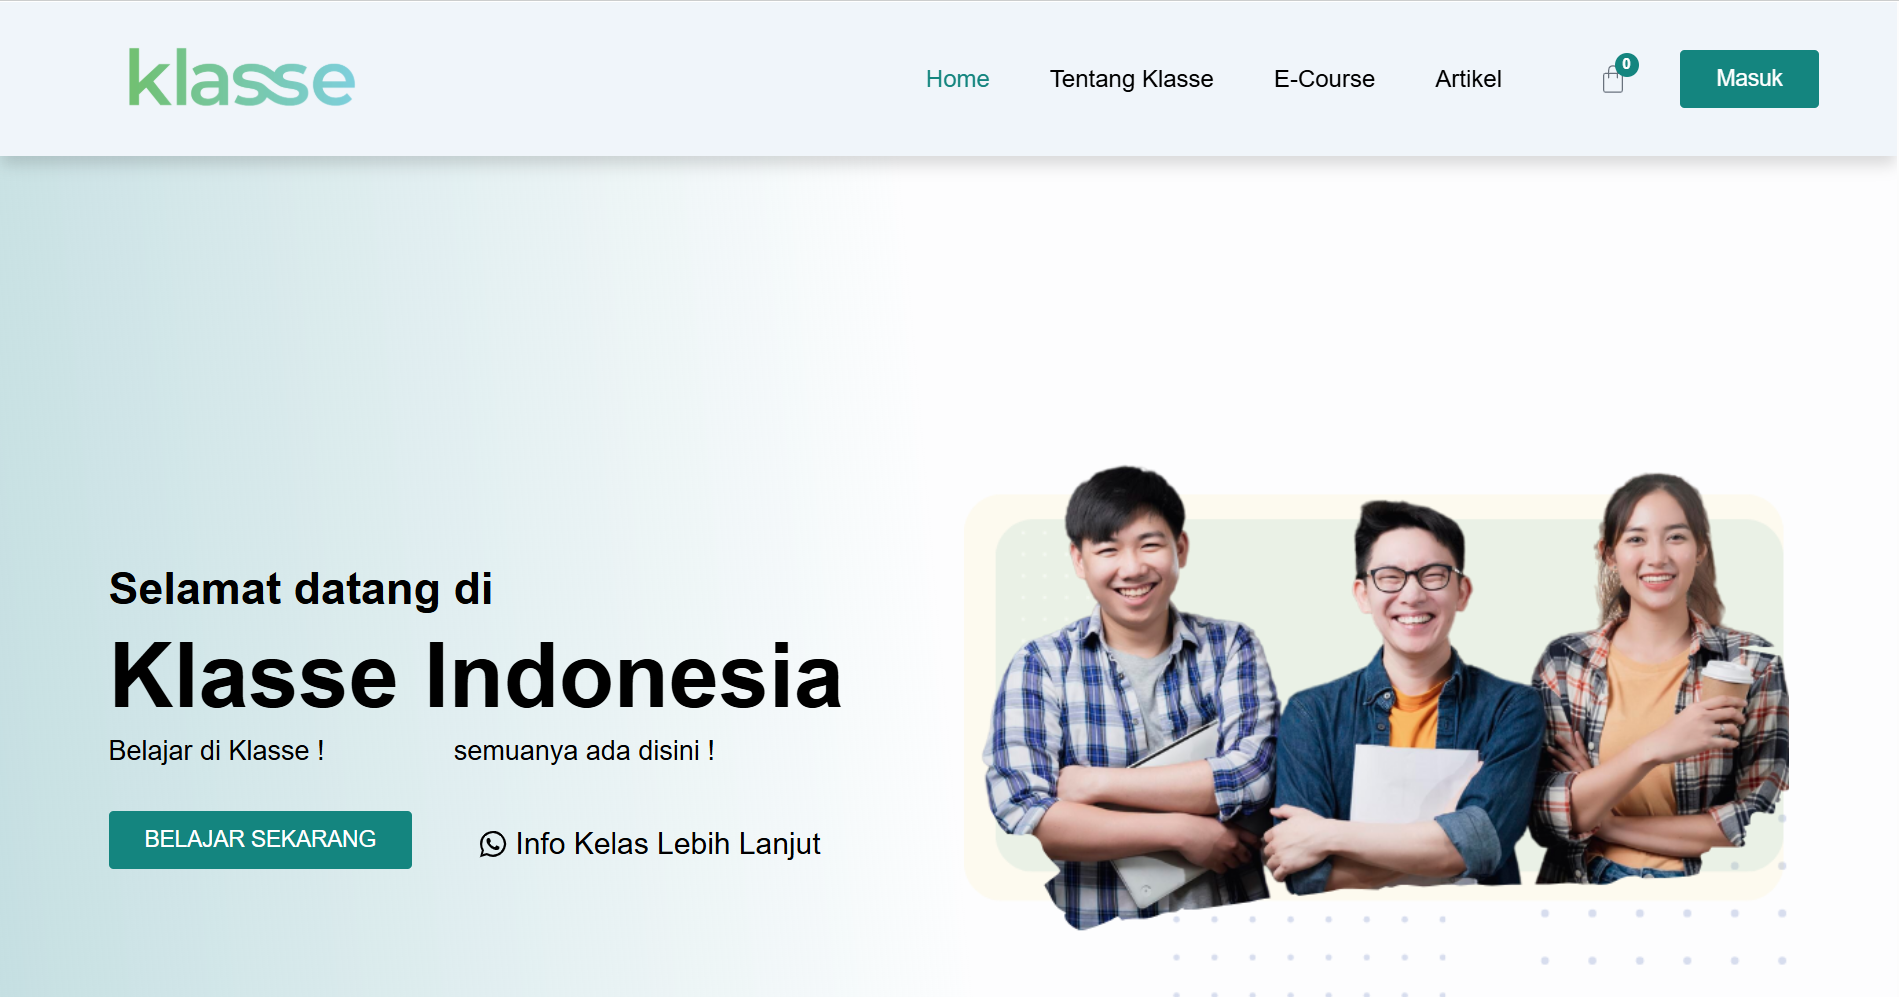 klasse
Home Tentang Klasse E-Course Artikel 0 Masuk
Selamat datang di
Klasse Indonesia
Belajar di Klasse ! semuanya ada disini !
BELAJAR SEKARANG Info Kelas Lebih Lanjut